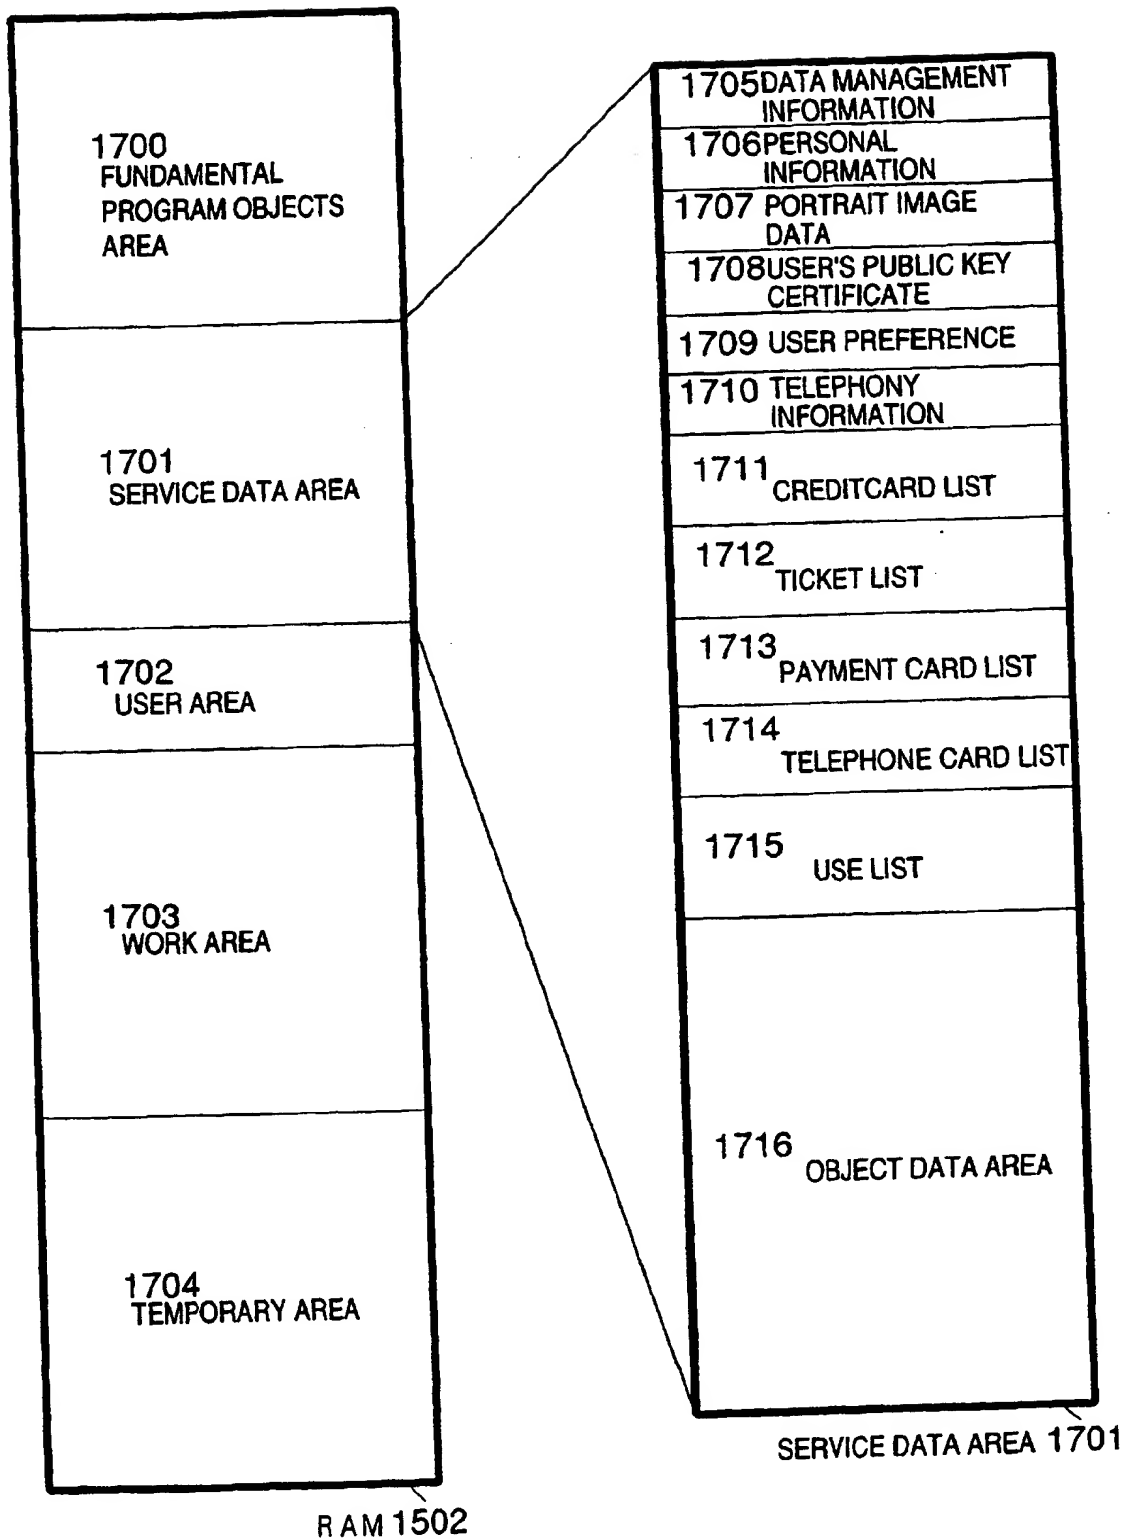 1700
FUNDAMENTAL
PROGRAM OBJECTS
AREA
1701
SERVICE DATA AREA
1702
USER AREA
1703
WORK AREA
1704
TEMPORARY AREA
RAM 1502
1705 DATA MANAGEMENT
INFORMATION
1706 PERSONAL
INFORMATION
1707 PORTRAIT IMAGE
DATA
1708 USER'S PUBLIC KEY
CERTIFICATE
1709 USER PREFERENCE
1710 TELEPHONY
INFORMATION
1711
CREDITCARD LIST
1712
TICKET LIST
1713
PAYMENT CARD LIST
1714
TELEPHONE CARD LIST
1715
USE LIST
1716
OBJECT DATA AREA
SERVICE DATA AREA 1701